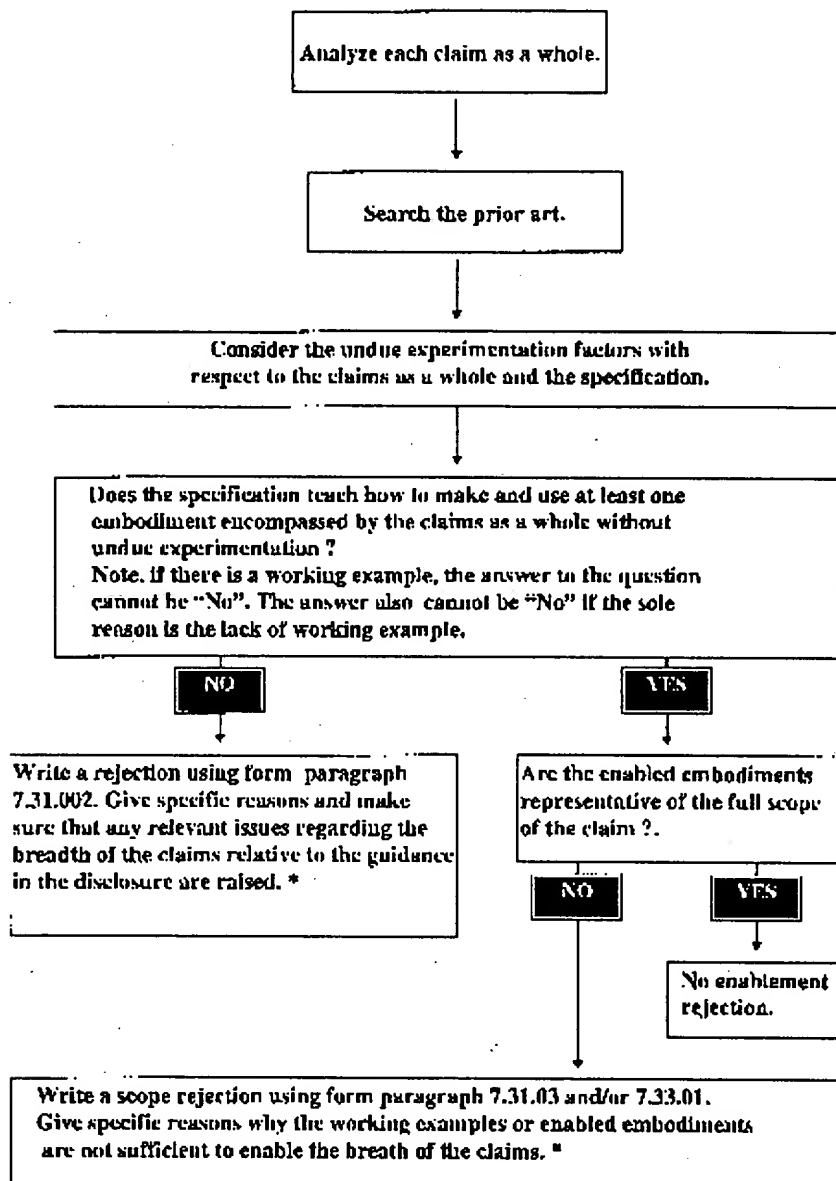 Analyze each claim as a whole.
Search the prior art.
Consider the undue experimentation factors with
respect to the claims as a whole and the specification.
Does the specification teach how to make and use at least one
embodiment encompassed by the claims as a whole without
undue experimentation ?
Note. if there is a working example, the answer to the question
cannot be “No”. The answer also cannot be “No” if the sole
reason is the lack of working example.
NO
YES
Write a rejection using form paragraph
7.31.002. Give specific reasons and make
sure that any relevant issues regarding the
breadth of the claims relative to the guidance
in the disclosure are raised. *
Are the enabled embodiments
representative of the full scope
of the claim ?.
NO
YES
No enablement
rejection.
Write a scope rejection using form paragraph 7.31.03 and/or 7.33.01.
Give specific reasons why the working examples or enabled embodiments
are not sufficient to enable the breath of the claims. *